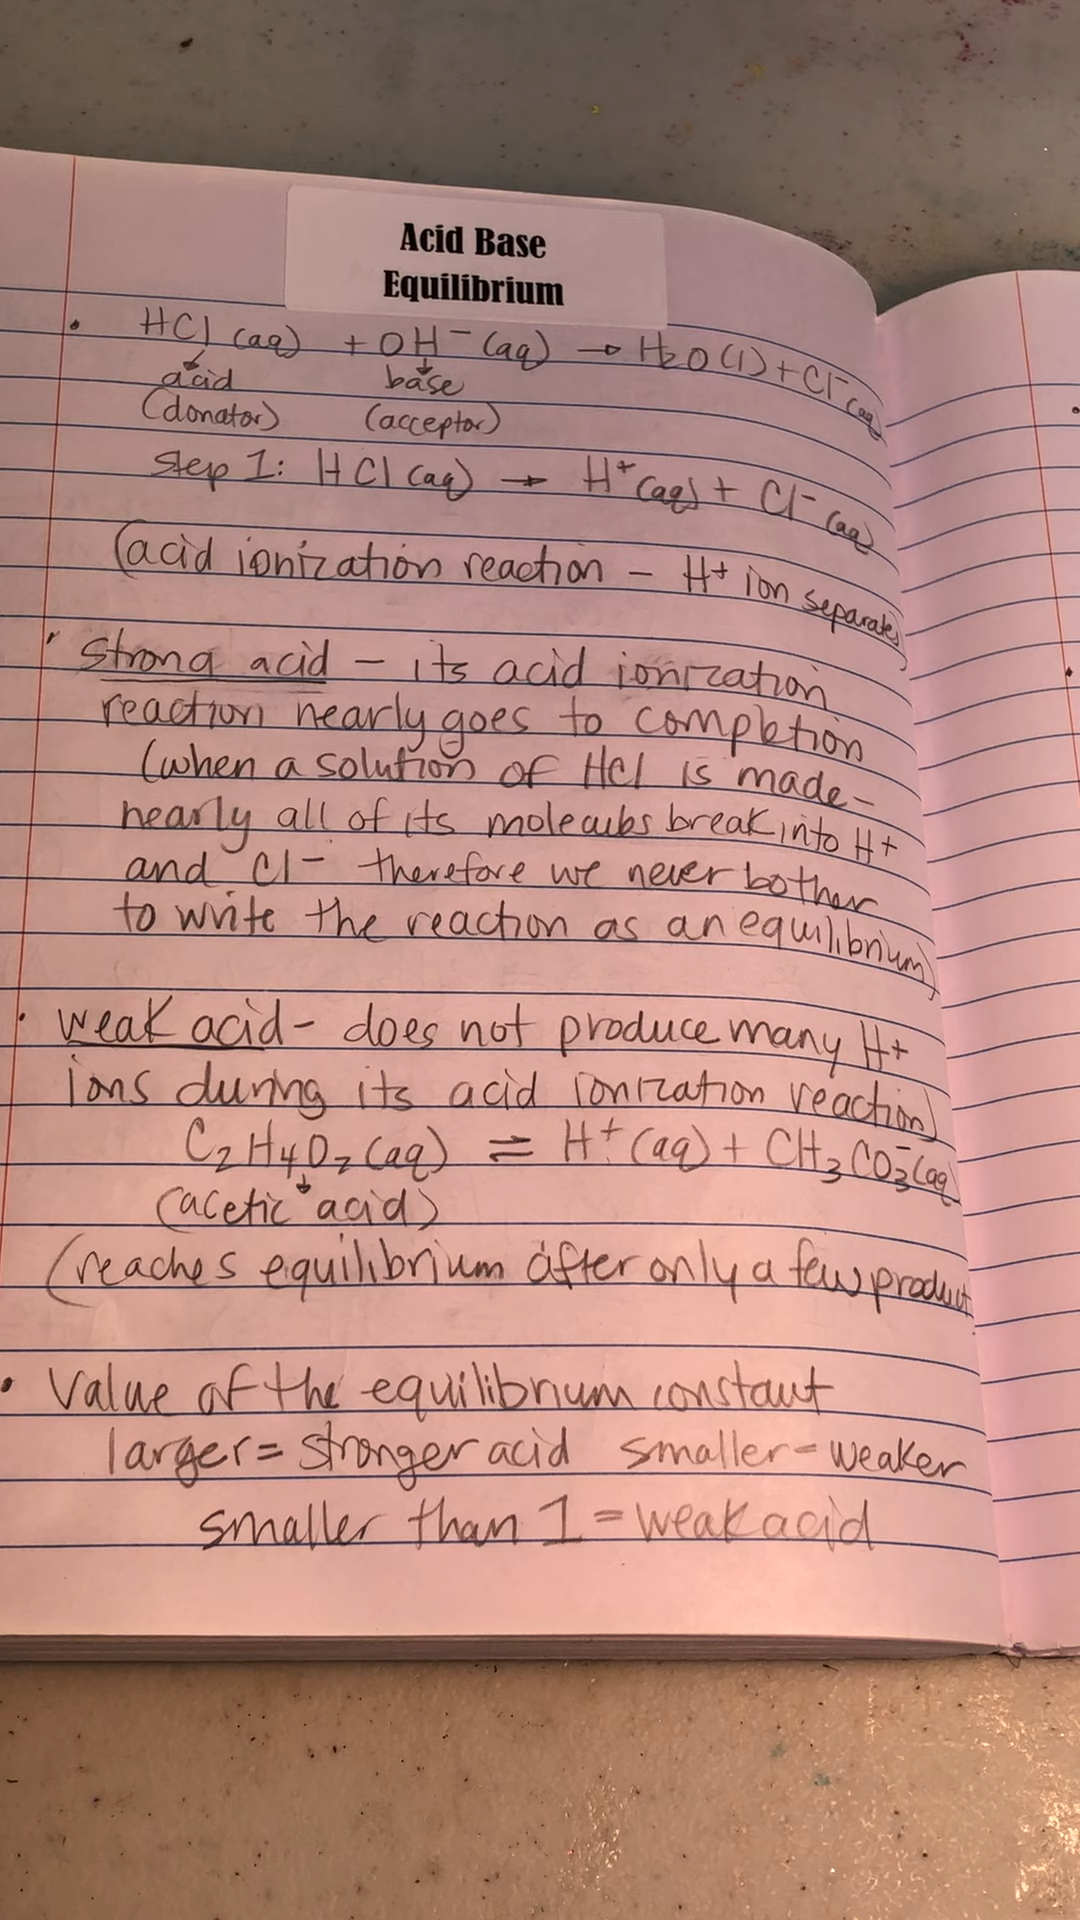 Acid Base
Equilibrium
• HCl (aq) + OH⁻ (aq) → H₂O (l) + Cl⁻ (aq)
acid base
(donator) (acceptor)
step 1: HCl (aq) → H⁺ (aq) + Cl⁻ (aq)
(acid ionization reaction – H⁺ ion separates)
• strong acid – its acid ionization
reaction nearly goes to completion
(when a solution of HCl is made –
nearly all of its molecules break into H+
and Cl⁻ therefore we never bother
to write the reaction as an equilibrium)
• weak acid – does not produce many H+
ions during its acid ionization reaction)
C₂H₄O₂ (aq) ⇌ H⁺ (aq) + CH₃CO₃⁻ (aq)
(acetic acid)
(reaches equilibrium after only a few product
• Value of the equilibrium constant
larger = stronger acid smaller = weaker
smaller than 1 = weak acid